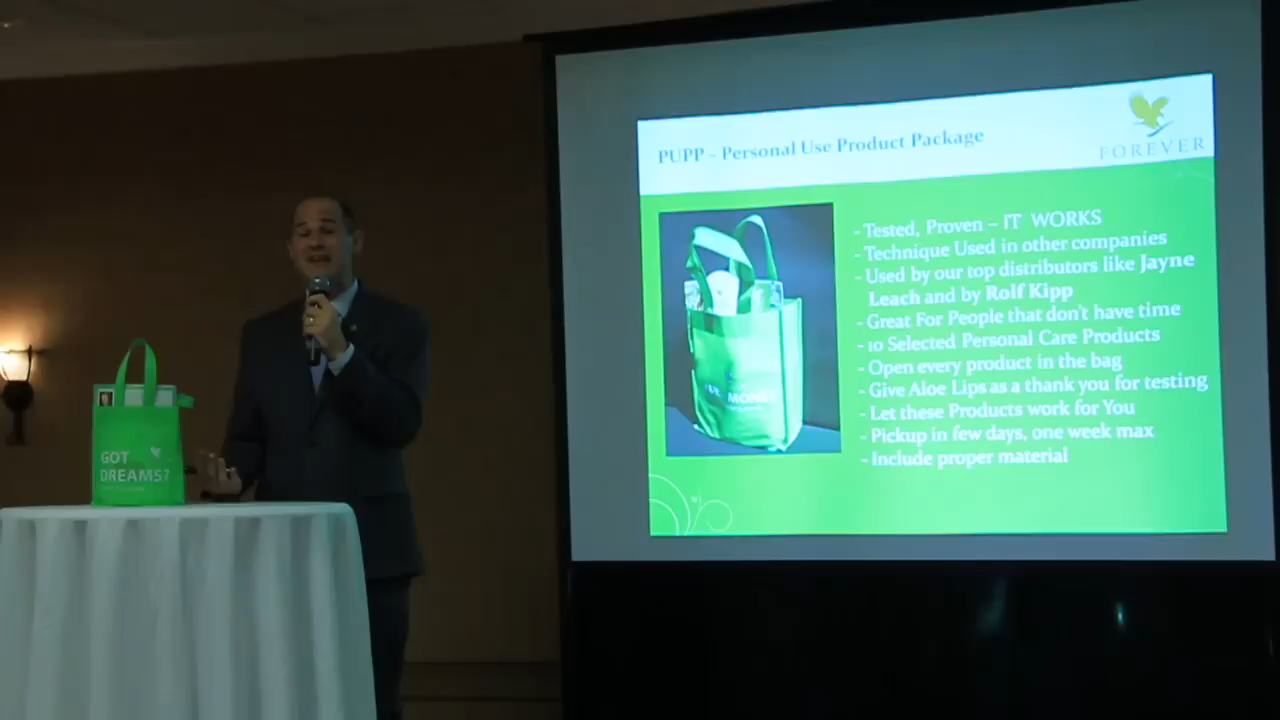 PUPP – Personal Use Product Package
FOREVER
- Tested, Proven – IT WORKS
- Technique Used in other companies
- Used by our top distributors like Jayne
Leach and by Rolf Kipp
- Great For People that don't have time
- 10 Selected Personal Care Products
- Open every product in the bag
- Give Aloe Lips as a thank you for testing
- Let these Products work for You
- Pickup in few days, one week max
- Include proper material
GOT
DREAMS?